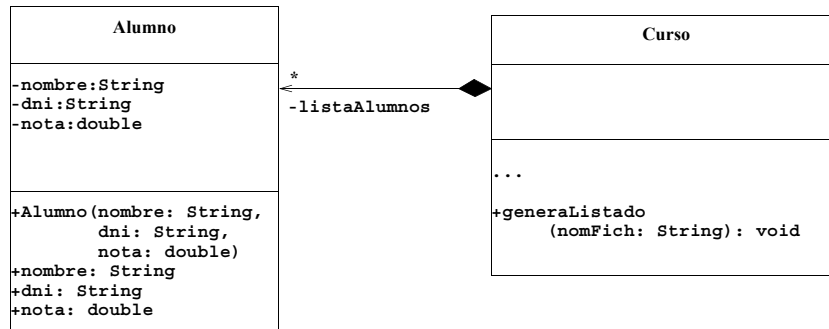 Alumno
-nombre:String
-dni:String
-nota:double
+Alumno(nombre: String,
dni: String,
nota: double)
+nombre: String
+dni: String
+nota: double
*
-listaAlumnos
Curso
...
+generaListado
(nomFich: String): void